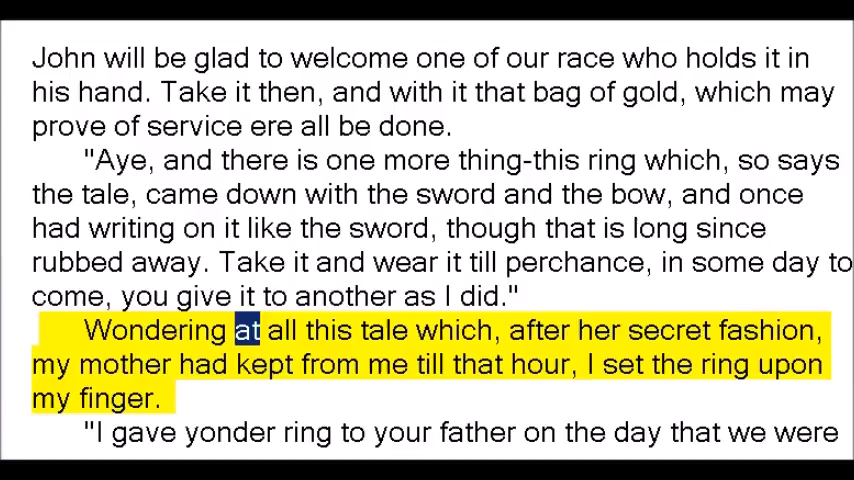 John will be glad to welcome one of our race who holds it in
his hand. Take it then, and with it that bag of gold, which may
prove of service ere all be done.
"Aye, and there is one more thing-this ring which, so says
the tale, came down with the sword and the bow, and once
had writing on it like the sword, though that is long since
rubbed away. Take it and wear it till perchance, in some day to
come, you give it to another as I did."
Wondering at all this tale which, after her secret fashion,
my mother had kept from me till that hour, I set the ring upon
my finger.
"I gave yonder ring to your father on the day that we were